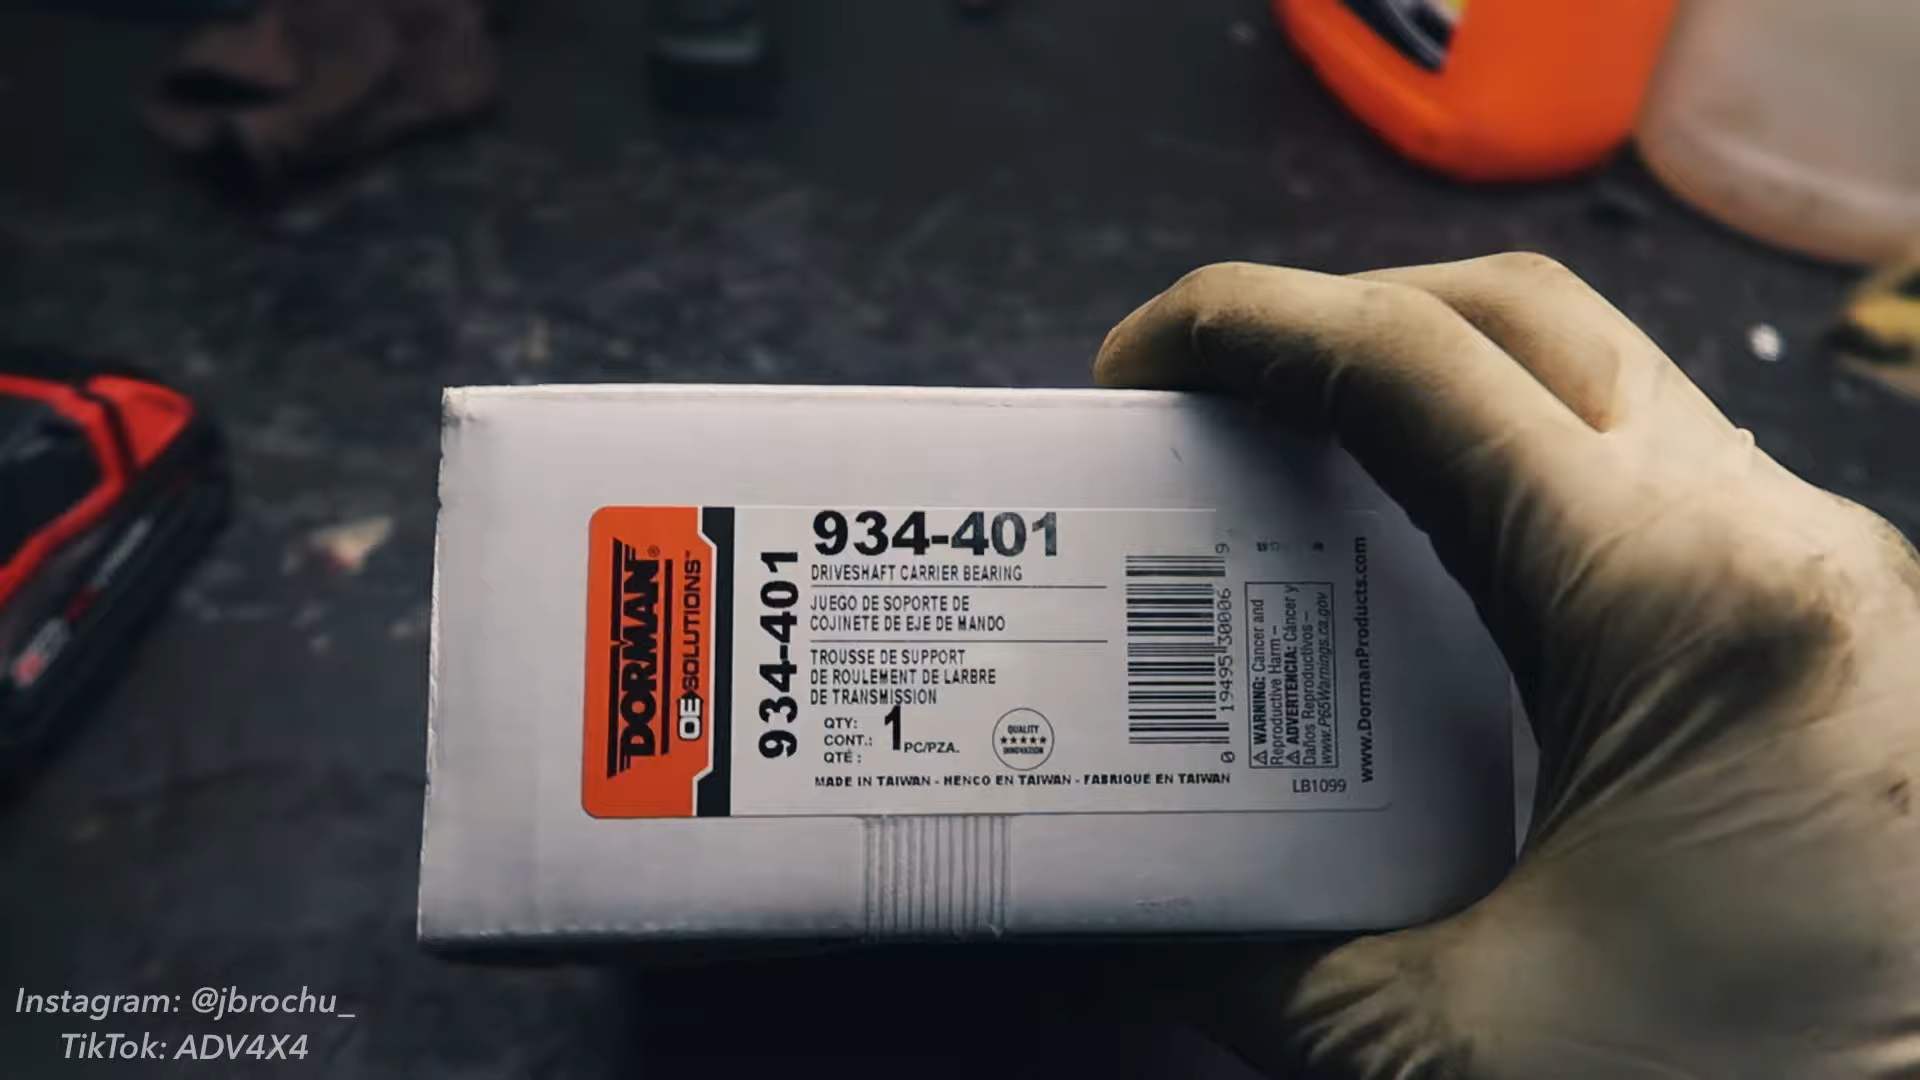 934-401
DRIVESHAFT CARRIER BEARING
JUEGO DE SOPORTE DE
COJINETE DE EJE DE MANDO
TROUSSE DE SUPPORT
DE ROULEMENT DE LARBRE
DE TRANSMISSION
QTY:
CONT.:
QTÉ :
1 PC/PZA.
QUALITY
INNOVATION
MADE IN TAIWAN - HENCO EN TAIWAN - FABRIQUE EN TAIWAN
934-401
DORMAN®
OE SOLUTIONS™
0 19495 30006 9
WARNING: Cancer and
Reproductive Harm –
ADVERTENCIA: Cáncer y
Daños Reproductivos –
www.P65Warnings.ca.gov
LB1099
www.DormanProducts.com
Instagram: @jbrochu_
TikTok: ADV4X4